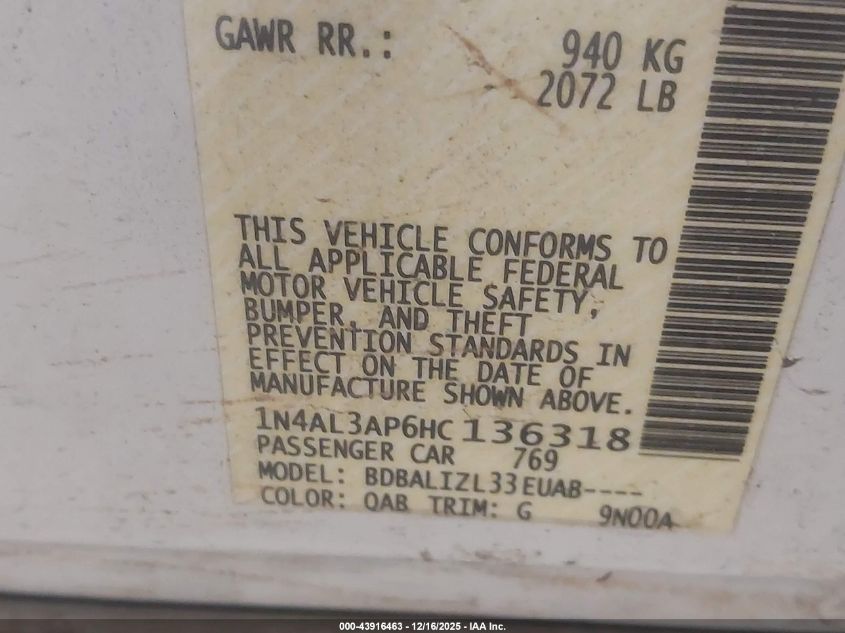 GAWR RR.: 940 KG
2072 LB
THIS VEHICLE CONFORMS TO
ALL APPLICABLE FEDERAL
MOTOR VEHICLE SAFETY,
BUMPER, AND THEFT
PREVENTION STANDARDS IN
EFFECT ON THE DATE OF
MANUFACTURE SHOWN ABOVE.
1N4AL3AP6HC136318
PASSENGER CAR 769
MODEL: BDBALIZL33EUAB----
COLOR: QAB TRIM: G 9N00A
000-43916463 - 12/16/2025 - IAA Inc.